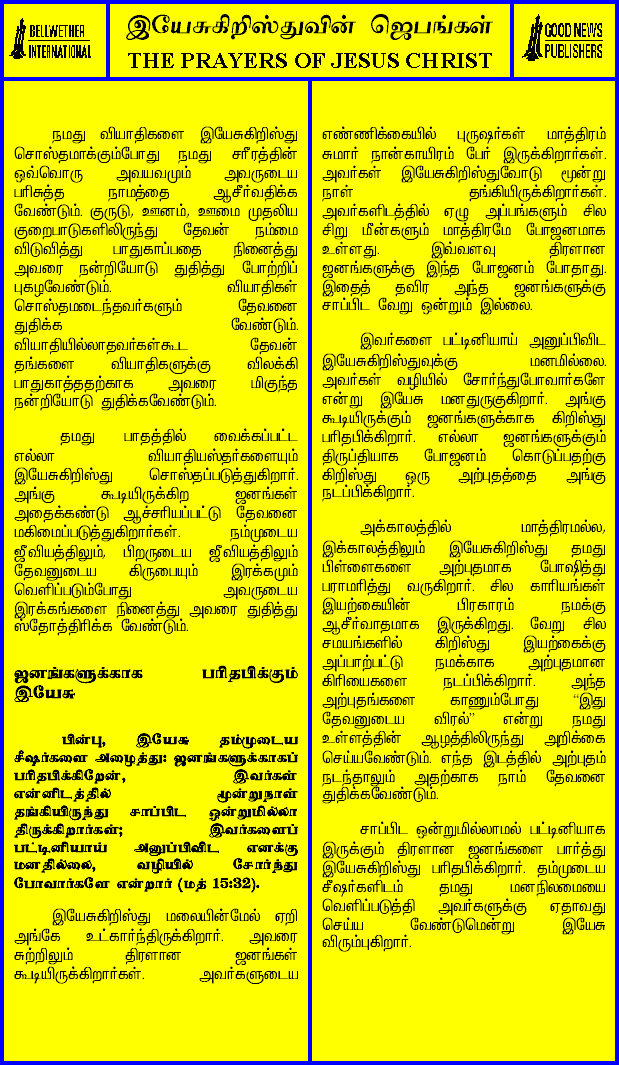 BELLWETHER
INTERNATIONAL
இயேசுகிறிஸ்துவின் ஜெபங்கள்
THE PRAYERS OF JESUS CHRIST
GOOD NEWS
PUBLISHERS
நமது வியாதிகளை இயேசுகிறிஸ்து
சொஸ்தமாக்கும்போது நமது சரீரத்தின்
ஒவ்வொரு அவயவமும் அவருடைய
பரிசுத்த நாமத்தை ஆசீர்வதிக்க
வேண்டும். குருடு, ஊனம், ஊமை முதலிய
குறைபாடுகளிலிருந்து தேவன் நம்மை
விடுவித்து பாதுகாப்பதை நினைத்து
அவரை நன்றியோடு துதித்து போற்றிப்
புகழவேண்டும். வியாதிகள்
சொஸ்தமடைந்தவர்களும் தேவனை
துதிக்க வேண்டும்.
வியாதியில்லாதவர்கள்கூட தேவன்
தங்களை வியாதிகளுக்கு விலக்கி
பாதுகாத்ததற்காக அவரை மிகுந்த
நன்றியோடு துதிக்கவேண்டும்.
தமது பாதத்தில் வைக்கப்பட்ட
எல்லா வியாதியஸ்தர்களையும்
இயேசுகிறிஸ்து சொஸ்தப்படுத்துகிறார்.
அங்கு கூடியிருக்கிற ஜனங்கள்
அதைக்கண்டு ஆச்சரியப்பட்டு தேவனை
மகிமைப்படுத்துகிறார்கள். நம்முடைய
ஜீவியத்திலும், பிறருடைய ஜீவியத்திலும்
தேவனுடைய கிருபையும் இரக்கமும்
வெளிப்படும்போது அவருடைய
இரக்கங்களை நினைத்து அவரை துதித்து
ஸ்தோத்திரிக்க வேண்டும்.
ஜனங்களுக்காக பரிதபிக்கும்
இயேசு
பின்பு, இயேசு தம்முடைய
சீஷர்களை அழைத்து: ஜனங்களுக்காகப்
பரிதபிக்கிறேன், இவர்கள்
என்னிடத்தில் மூன்றுநாள்
தங்கியிருந்து சாப்பிட ஒன்றுமில்லா
திருக்கிறார்கள்; இவர்களைப்
பட்டினியாய் அனுப்பிவிட எனக்கு
மனதில்லை, வழியில் சோர்ந்து
போவார்களே என்றார் (மத் 15:32).
இயேசுகிறிஸ்து மலையின்மேல் ஏறி
அங்கே உட்கார்ந்திருக்கிறார். அவரை
சுற்றிலும் திரளான ஜனங்கள்
கூடியிருக்கிறார்கள். அவர்களுடைய
எண்ணிக்கையில் புருஷர்கள் மாத்திரம்
சுமார் நான்காயிரம் பேர் இருக்கிறார்கள்.
அவர்கள் இயேசுகிறிஸ்துவோடு மூன்று
நாள் தங்கியிருக்கிறார்கள்.
அவர்களிடத்தில் ஏழு அப்பங்களும் சில
சிறு மீன்களும் மாத்திரமே போஜனமாக
உள்ளது. இவ்வளவு திரளான
ஜனங்களுக்கு இந்த போஜனம் போதாது.
இதைத் தவிர அந்த ஜனங்களுக்கு
சாப்பிட வேறு ஒன்றும் இல்லை.
இவர்களை பட்டினியாய் அனுப்பிவிட
இயேசுகிறிஸ்துவுக்கு மனமில்லை.
அவர்கள் வழியில் சோர்ந்துபோவார்களே
என்று இயேசு மனதுருகுகிறார். அங்கு
கூடியிருக்கும் ஜனங்களுக்காக கிறிஸ்து
பரிதபிக்கிறார். எல்லா ஜனங்களுக்கும்
திருப்தியாக போஜனம் கொடுப்பதற்கு
கிறிஸ்து ஒரு அற்புதத்தை அங்கு
நடப்பிக்கிறார்.
அக்காலத்தில் மாத்திரமல்ல,
இக்காலத்திலும் இயேசுகிறிஸ்து தமது
பிள்ளைகளை அற்புதமாக போஷித்து
பராமரித்து வருகிறார். சில காரியங்கள்
இயற்கையின் பிரகாரம் நமக்கு
ஆசீர்வாதமாக இருக்கிறது. வேறு சில
சமயங்களில் கிறிஸ்து இயற்கைக்கு
அப்பாற்பட்டு நமக்காக அற்புதமான
கிரியைகளை நடப்பிக்கிறார். அந்த
அற்புதங்களை காணும்போது “இது
தேவனுடைய விரல்” என்று நமது
உள்ளத்தின் ஆழத்திலிருந்து அறிக்கை
செய்யவேண்டும். எந்த இடத்தில் அற்புதம்
நடந்தாலும் அதற்காக நாம் தேவனை
துதிக்கவேண்டும்.
சாப்பிட ஒன்றுமில்லாமல் பட்டினியாக
இருக்கும் திரளான ஜனங்களை பார்த்து
இயேசுகிறிஸ்து பரிதபிக்கிறார். தம்முடைய
சீஷர்களிடம் தமது மனநிலமையை
வெளிப்படுத்தி அவர்களுக்கு ஏதாவது
செய்ய வேண்டுமென்று இயேசு
விரும்புகிறார்.